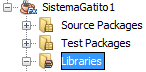 SistemaGatito1
Source Packages
Test Packages
Libraries